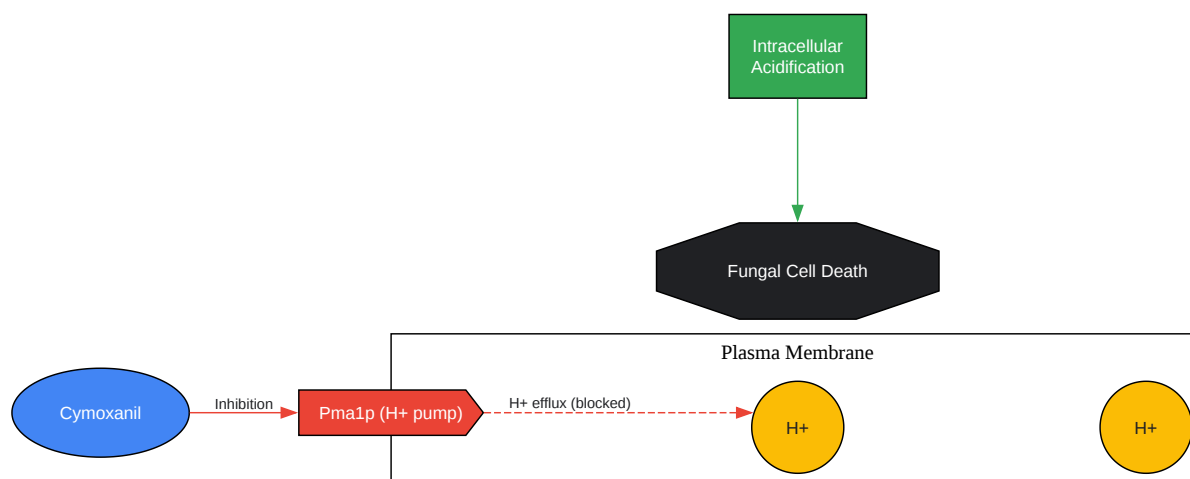 Intracellular
Acidification
Fungal Cell Death
Plasma Membrane
Cymoxanil
Inhibition
Pma1p (H+ pump)
H+ efflux (blocked)
H+
H+